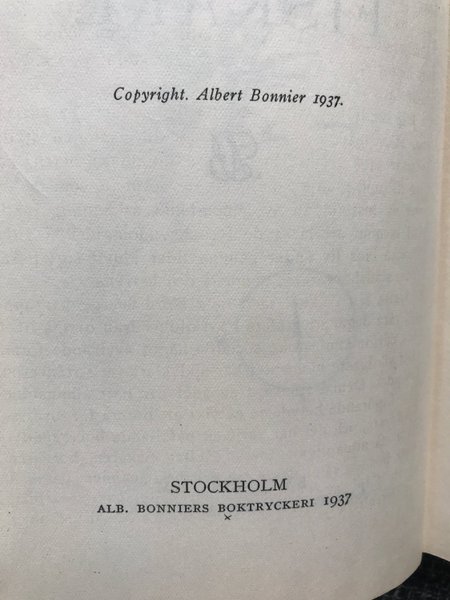 Copyright. Albert Bonnier 1937.
STOCKHOLM
ALB. BONNIERS BOKTRYCKERI 1937